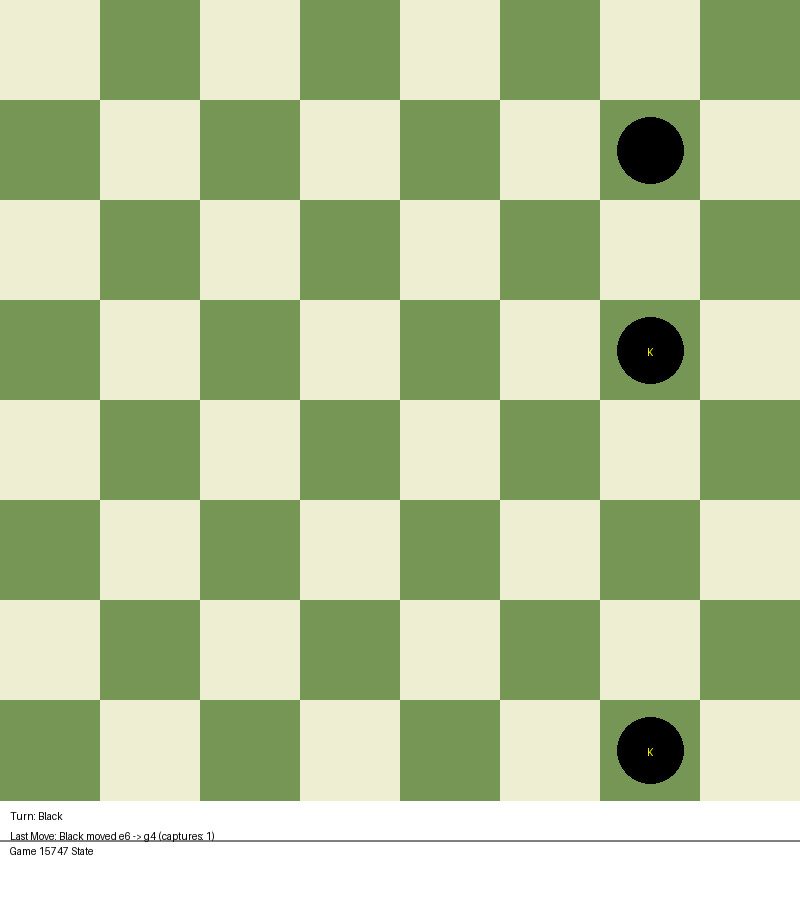 K
K
Turn: Black
Last Move: Black moved e6 -> g4 (captures: 1)
Game 15747 State